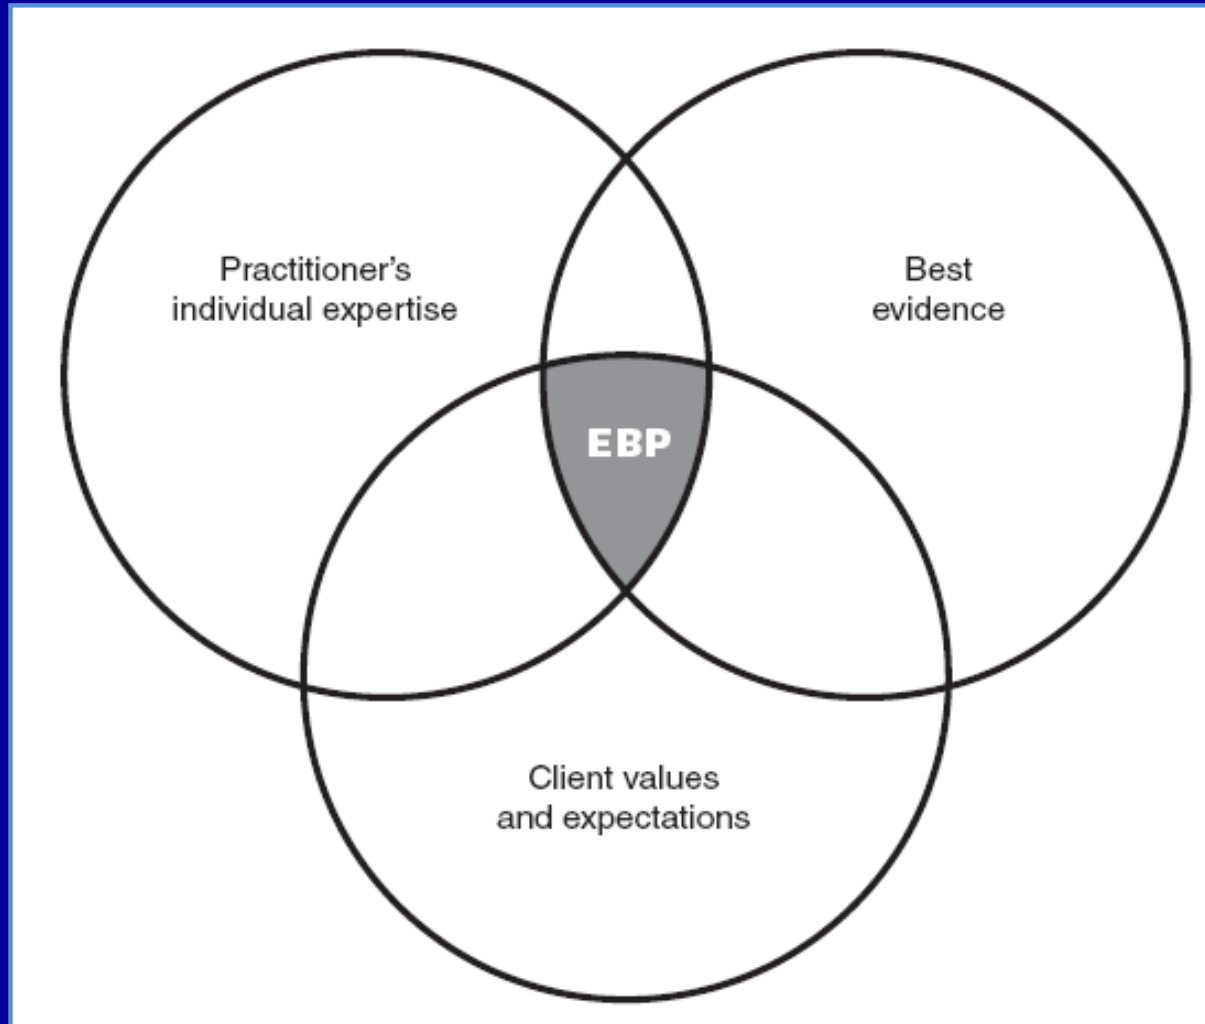 Practitioner’s
individual expertise
Best
evidence
EBP
Client values
and expectations